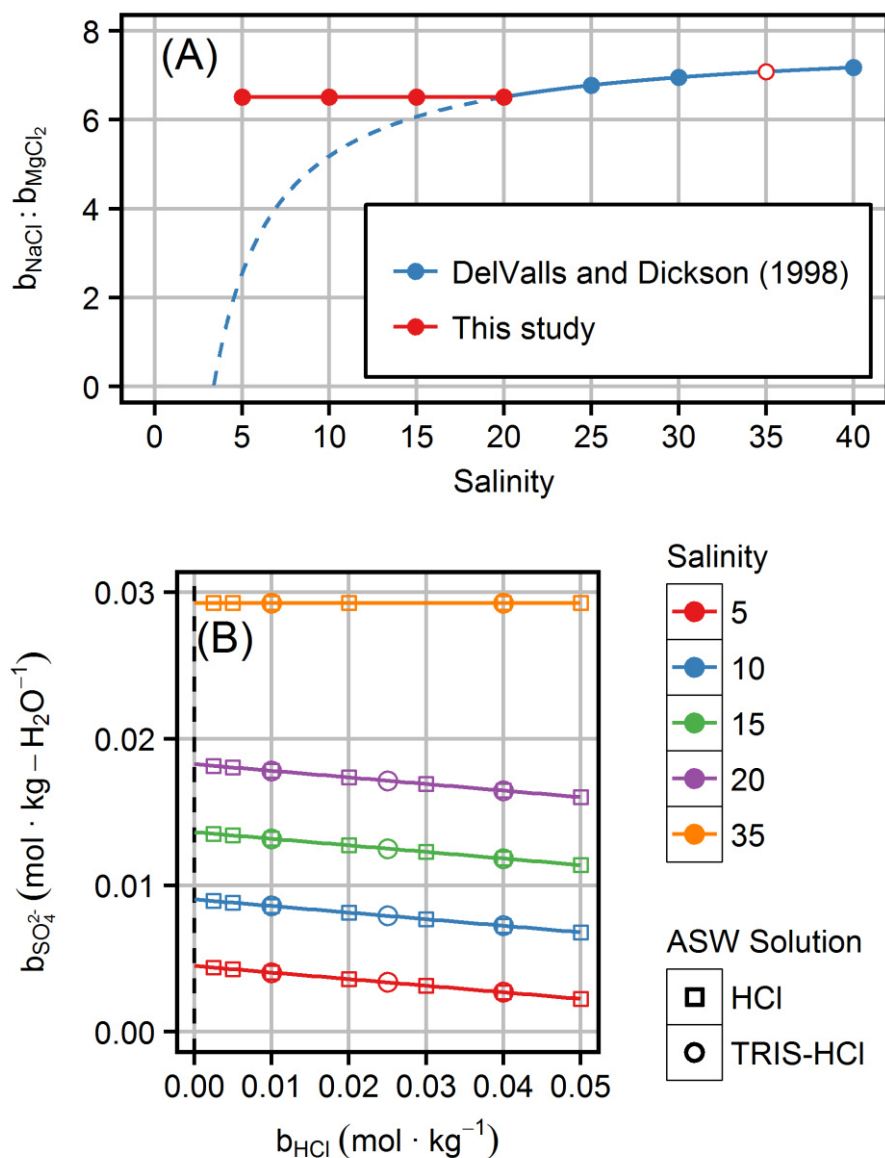 (A)
8
6
4
2
0
b_NaCl : b_MgCl₂
DelValls and Dickson (1998)
This study
0 5 10 15 20 25 30 35 40
Salinity
(B)
0.03
0.02
0.01
0.00
b_SO₄²⁻ (mol · kg − H₂O⁻¹)
0.00 0.01 0.02 0.03 0.04 0.05
b_HCl (mol · kg⁻¹)
Salinity
5
10
15
20
35
ASW Solution
HCl
TRIS-HCl